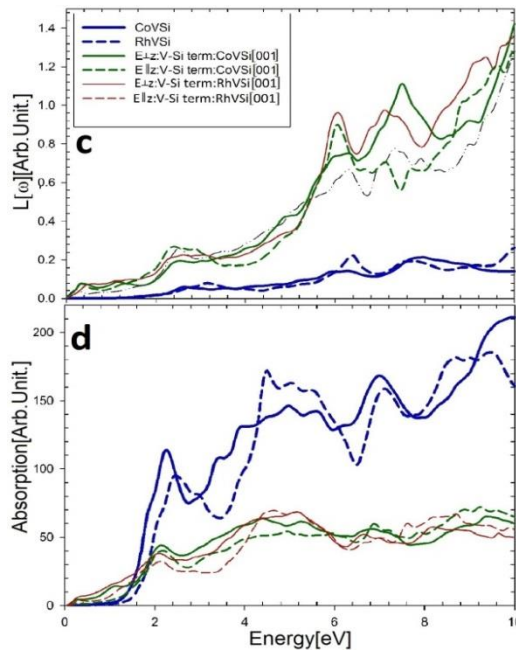 CoVSi
RhVSi
E⊥z:V-Si term:CoVSi[001]
E∥z:V-Si term:CoVSi[001]
E⊥z:V-Si term:RhVSi[001]
E∥z:V-Si term:RhVSi[001]
c
L[ω][Arb.Unit.]
1.4
1.2
1.0
0.8
0.6
0.4
0.2
0.0
d
Absorption[Arb.Unit.]
200
150
100
50
0
0 2 4 6 8 10
Energy[eV]